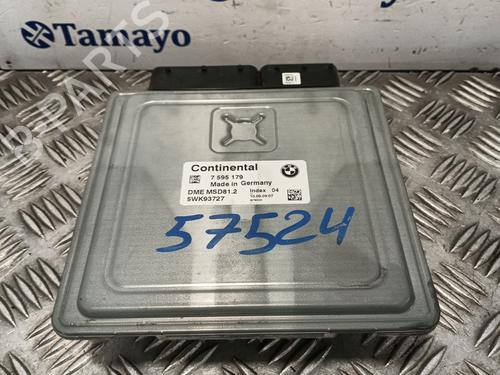 Tamayo
Continental
7 595 179
Made in Germany
DME MSD81.2 Index 04
5WK93727
57524